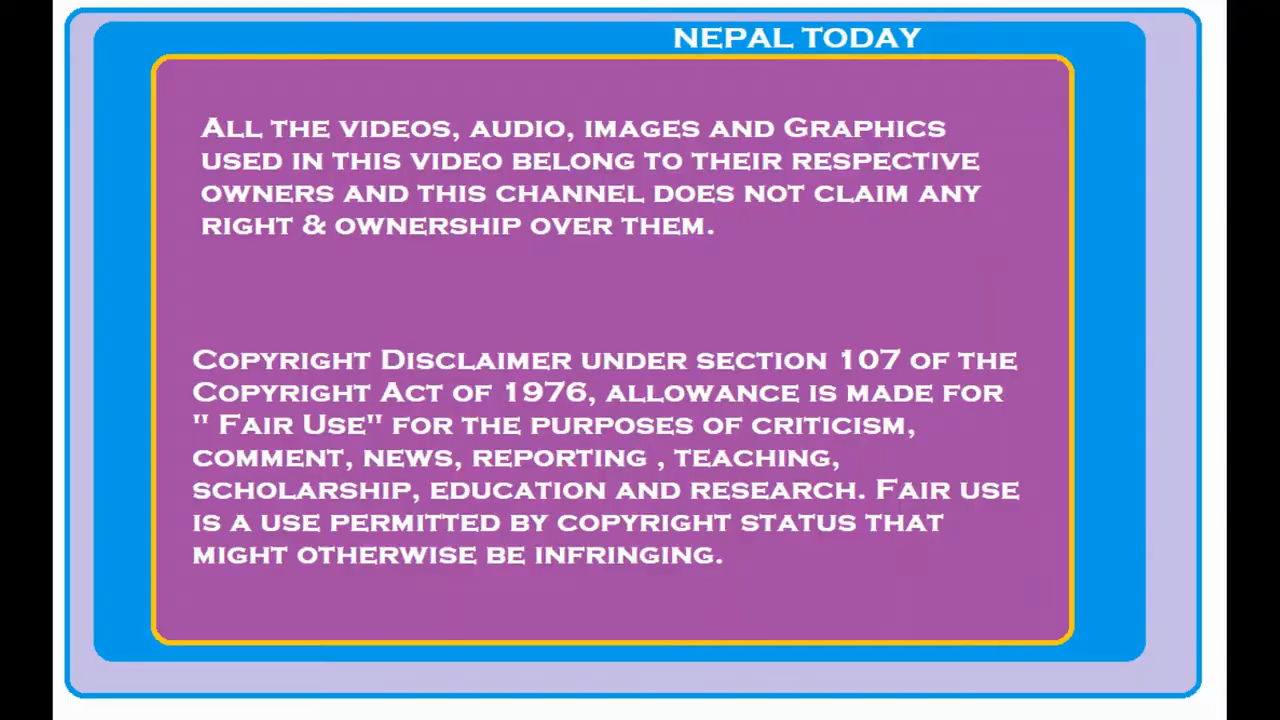 NEPAL TODAY
ALL THE VIDEOS, AUDIO, IMAGES AND GRAPHICS
USED IN THIS VIDEO BELONG TO THEIR RESPECTIVE
OWNERS AND THIS CHANNEL DOES NOT CLAIM ANY
RIGHT & OWNERSHIP OVER THEM.
COPYRIGHT DISCLAIMER UNDER SECTION 107 OF THE
COPYRIGHT ACT OF 1976, ALLOWANCE IS MADE FOR
" FAIR USE" FOR THE PURPOSES OF CRITICISM,
COMMENT, NEWS, REPORTING , TEACHING,
SCHOLARSHIP, EDUCATION AND RESEARCH. FAIR USE
IS A USE PERMITTED BY COPYRIGHT STATUS THAT
MIGHT OTHERWISE BE INFRINGING.